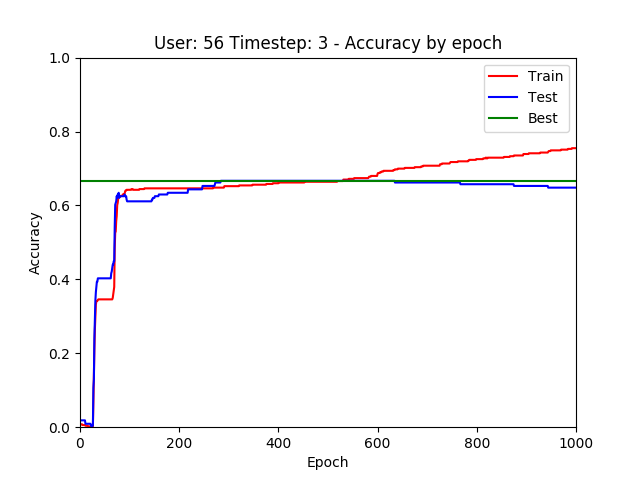 User: 56 Timestep: 3 - Accuracy by epoch
1.0
0.8
0.6
0.4
0.2
0.0
Accuracy
Train
Test
Best
0 200 400 600 800 1000
Epoch